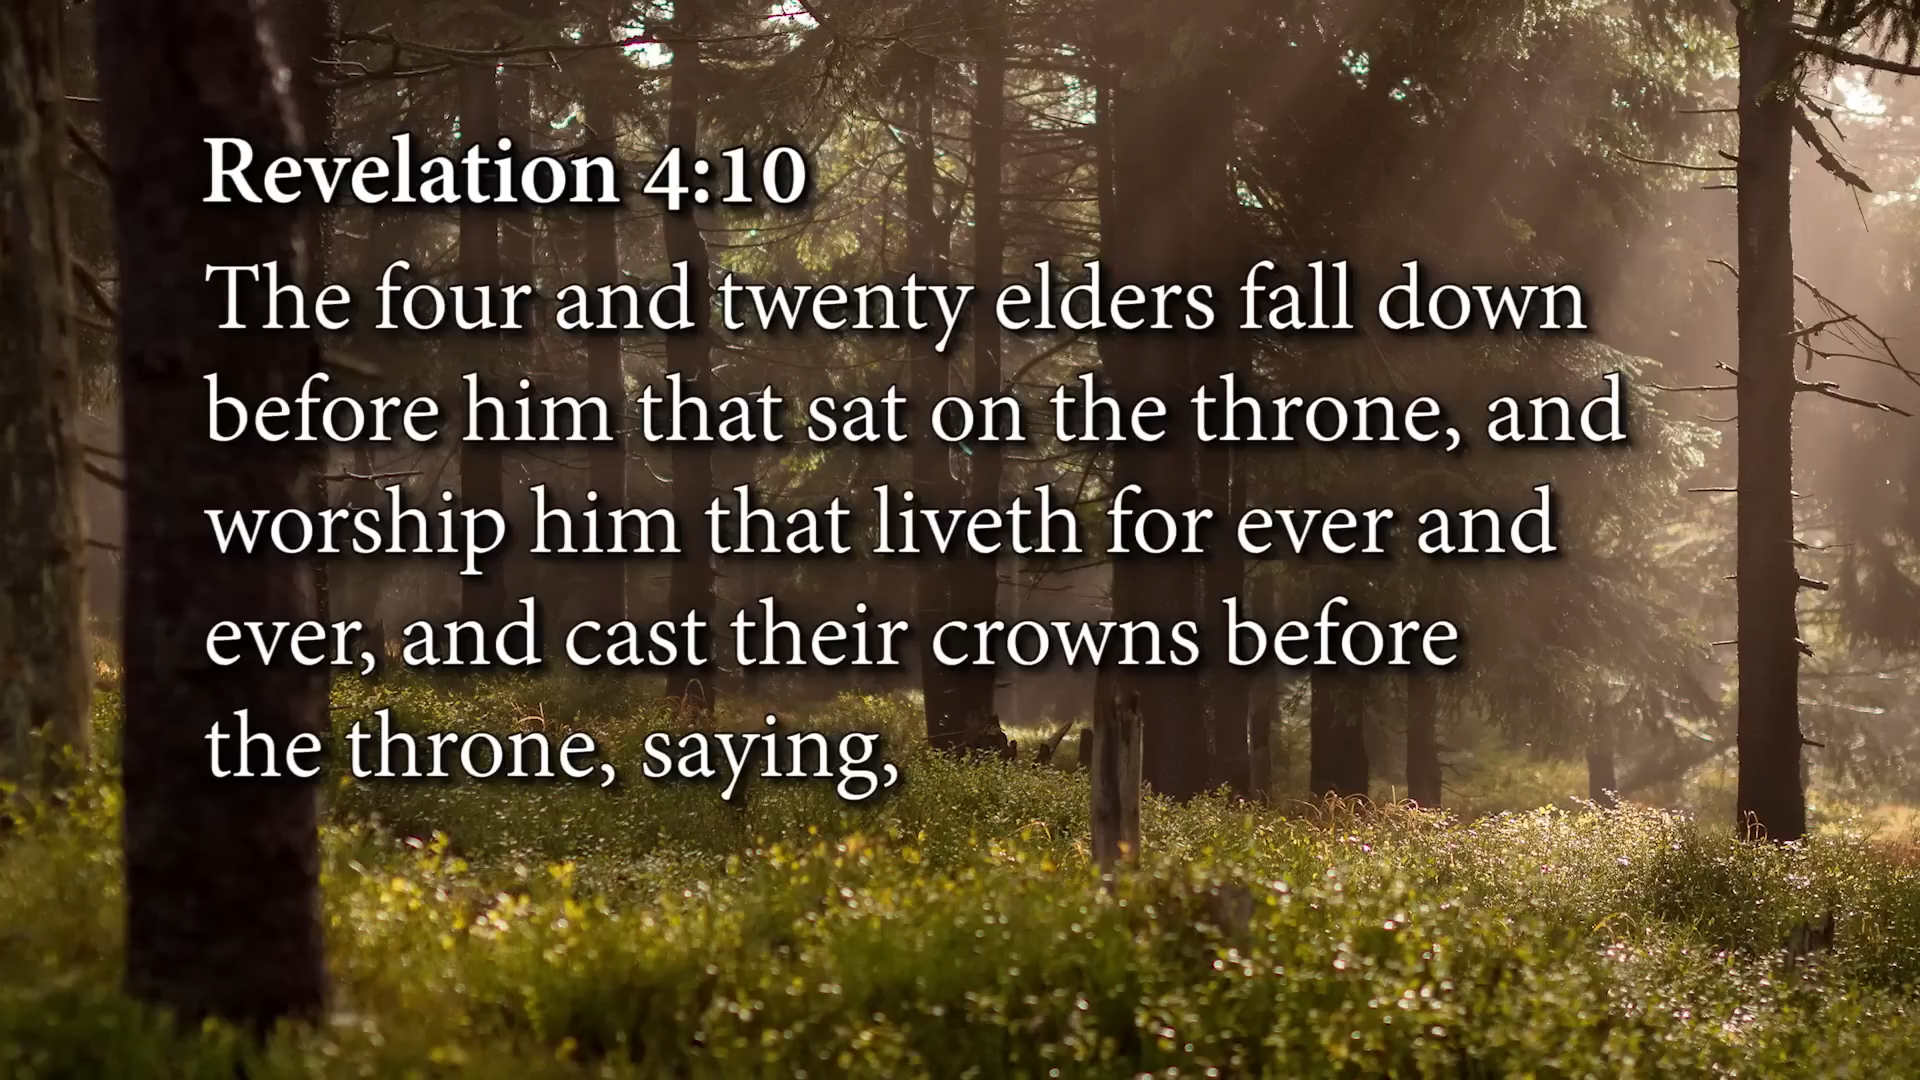 Revelation 4:10
The four and twenty elders fall down
before him that sat on the throne, and
worship him that liveth for ever and
ever, and cast their crowns before
the throne, saying,